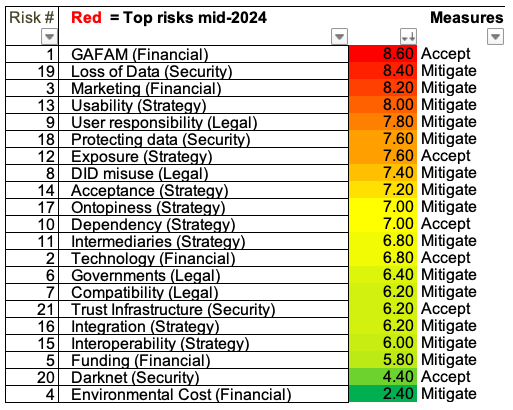 Risk # Red = Top risks mid-2024 Measures
1 GAFAM (Financial) 8.60 Accept
19 Loss of Data (Security) 8.40 Mitigate
3 Marketing (Financial) 8.20 Mitigate
13 Usability (Strategy) 8.00 Mitigate
9 User responsibility (Legal) 7.80 Mitigate
18 Protecting data (Security) 7.60 Mitigate
12 Exposure (Strategy) 7.60 Accept
8 DID misuse (Legal) 7.40 Mitigate
14 Acceptance (Strategy) 7.20 Mitigate
17 Ontopiness (Strategy) 7.00 Mitigate
10 Dependency (Strategy) 7.00 Accept
11 Intermediaries (Strategy) 6.80 Mitigate
2 Technology (Financial) 6.80 Accept
6 Governments (Legal) 6.40 Mitigate
7 Compatibility (Legal) 6.20 Mitigate
21 Trust Infrastructure (Security) 6.20 Accept
16 Integration (Strategy) 6.20 Mitigate
15 Interoperability (Strategy) 6.00 Mitigate
5 Funding (Financial) 5.80 Mitigate
20 Darknet (Security) 4.40 Accept
4 Environmental Cost (Financial) 2.40 Mitigate